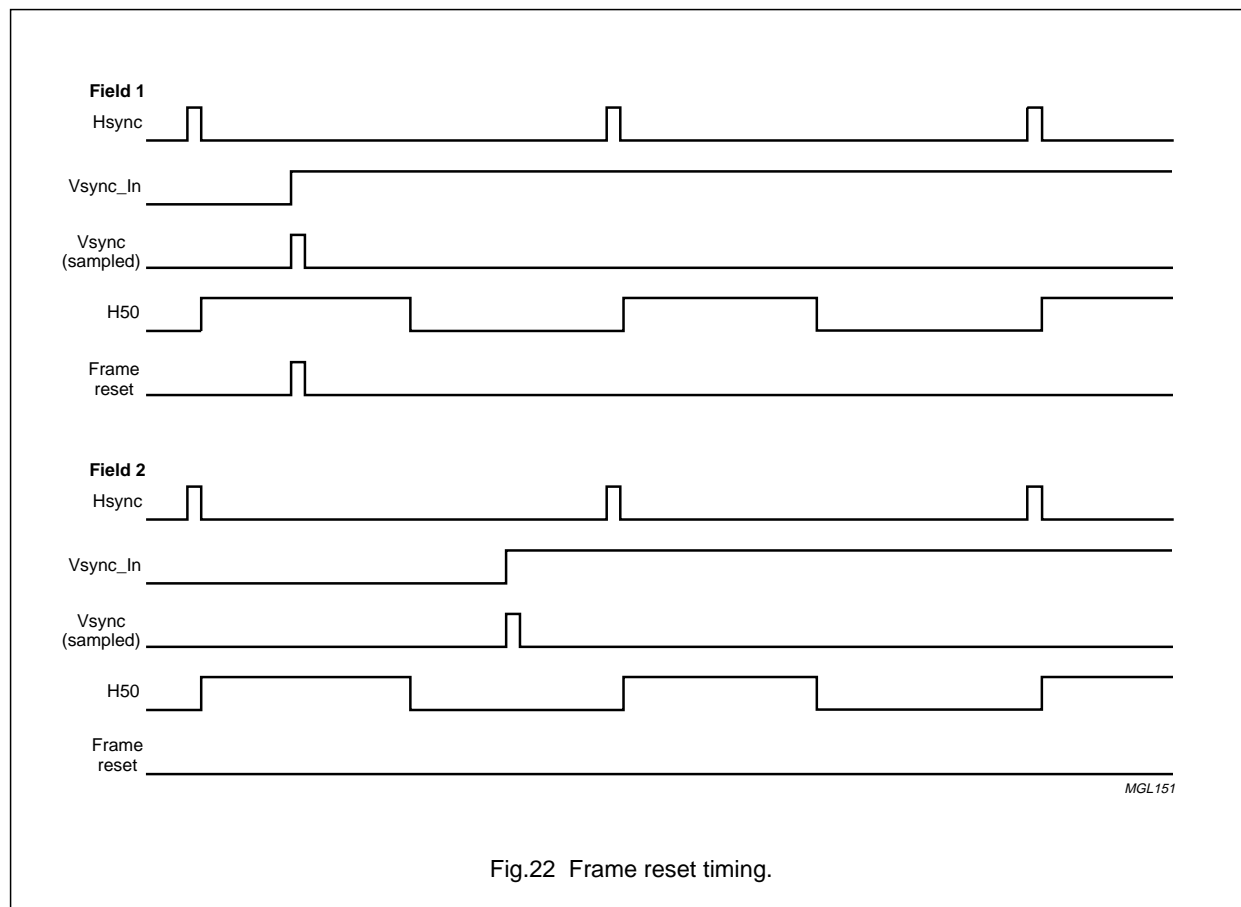 Field 1
Hsync
Vsync_In
Vsync
(sampled)
H50
Frame
reset
Field 2
Hsync
Vsync_In
Vsync
(sampled)
H50
Frame
reset
MGL151
Fig.22 Frame reset timing.